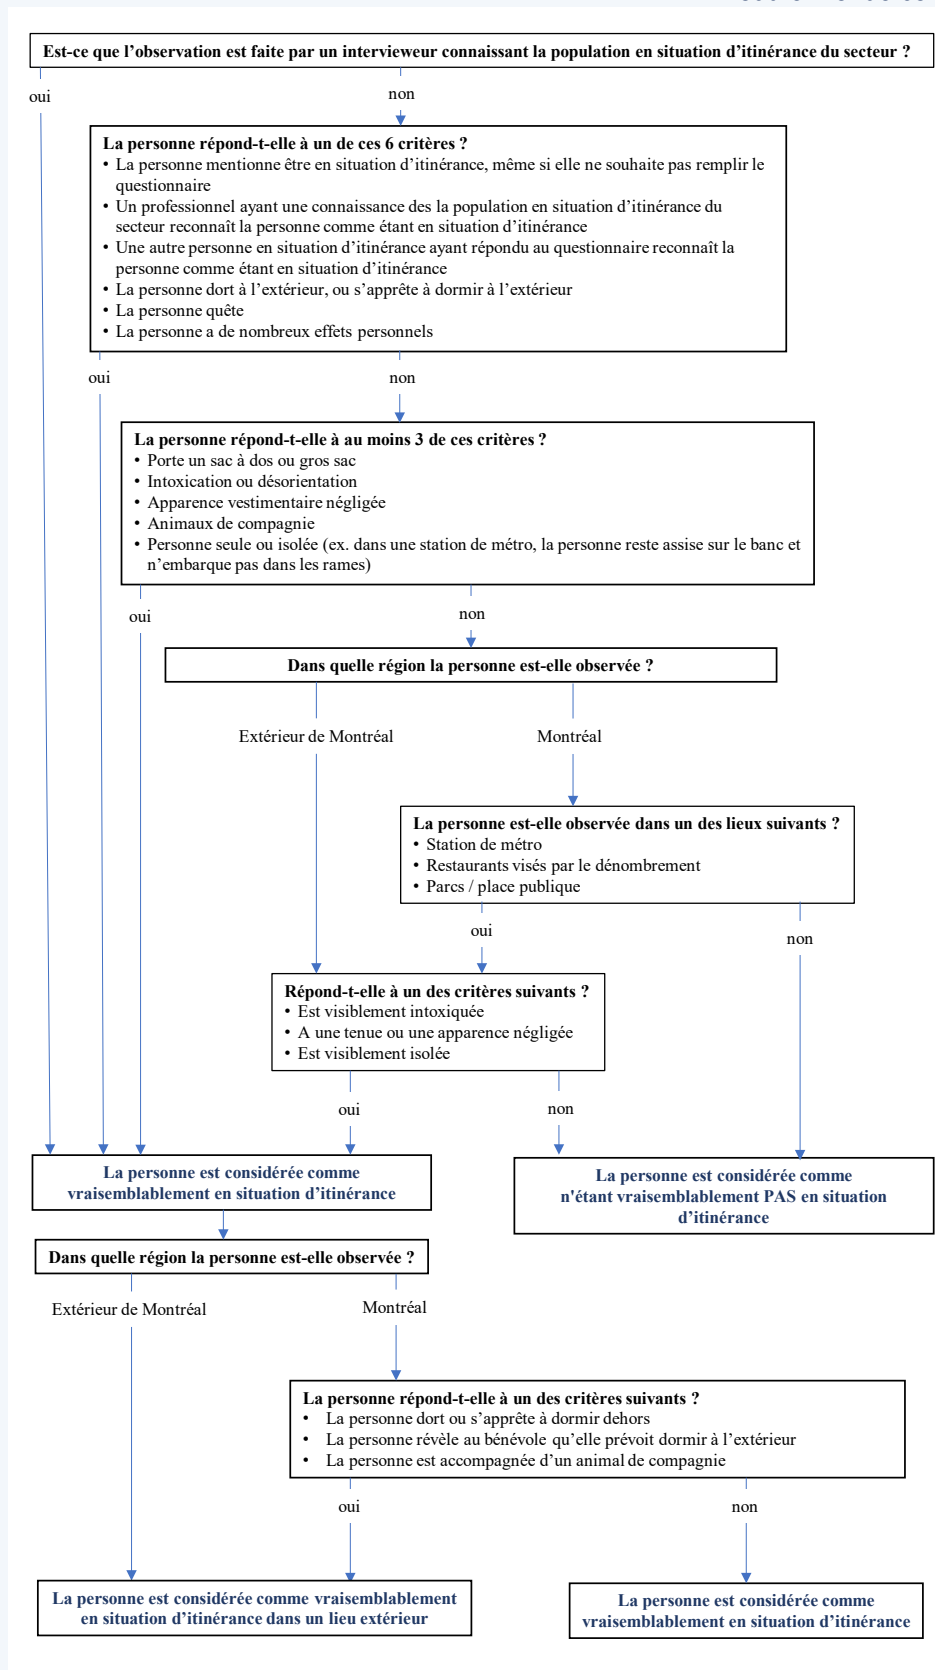 Est-ce que l’observation est faite par un intervieweur connaissant la population en situation d’itinérance du secteur ?
oui
non
La personne répond-t-elle à un de ces 6 critères ?
• La personne mentionne être en situation d’itinérance, même si elle ne souhaite pas remplir le
questionnaire
• Un professionnel ayant une connaissance des la population en situation d’itinérance du
secteur reconnaît la personne comme étant en situation d’itinérance
• Une autre personne en situation d’itinérance ayant répondu au questionnaire reconnaît la
personne comme étant en situation d’itinérance
• La personne dort à l’extérieur, ou s’apprête à dormir à l’extérieur
• La personne quête
• La personne a de nombreux effets personnels
oui
non
La personne répond-t-elle à au moins 3 de ces critères ?
• Porte un sac à dos ou gros sac
• Intoxication ou désorientation
• Apparence vestimentaire négligée
• Animaux de compagnie
• Personne seule ou isolée (ex. dans une station de métro, la personne reste assise sur le banc et
n’embarque pas dans les rames)
oui
non
Dans quelle région la personne est-elle observée ?
Extérieur de Montréal
Montréal
La personne est-elle observée dans un des lieux suivants ?
• Station de métro
• Restaurants visés par le dénombrement
• Parcs / place publique
oui
non
Répond-t-elle à un des critères suivants ?
• Est visiblement intoxiquée
• A une tenue ou une apparence négligée
• Est visiblement isolée
oui
non
La personne est considérée comme
vraisemblablement en situation d’itinérance
La personne est considérée comme
n'étant vraisemblablement PAS en situation
d’itinérance
Dans quelle région la personne est-elle observée ?
Extérieur de Montréal
Montréal
La personne répond-t-elle à un des critères suivants ?
• La personne dort ou s’apprête à dormir dehors
• La personne révèle au bénévole qu’elle prévoit dormir à l’extérieur
• La personne est accompagnée d’un animal de compagnie
oui
non
La personne est considérée comme vraisemblablement
en situation d’itinérance dans un lieu extérieur
La personne est considérée comme
vraisemblablement en situation d’itinérance